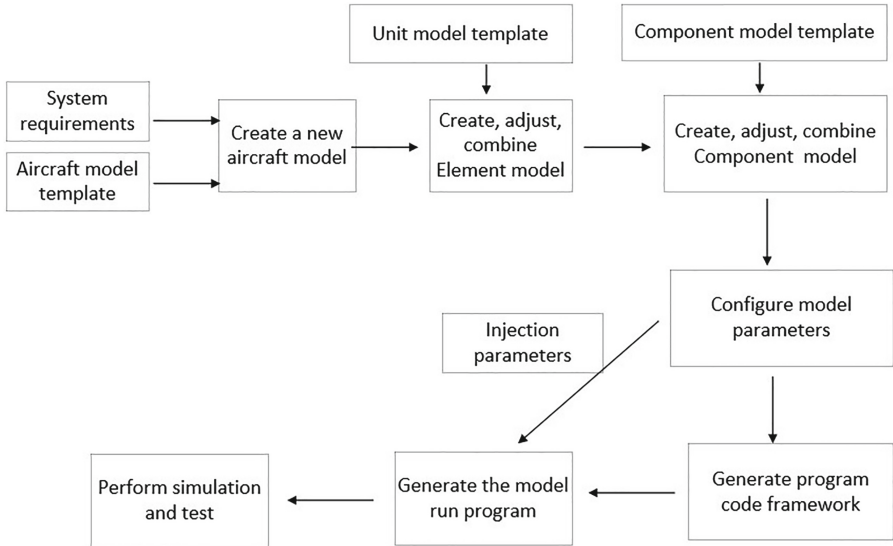 Unit model template
Component model template
System
requirements
Aircraft model
template
Create a new
aircraft model
Create, adjust,
combine
Element model
Create, adjust, combine
Component model
Configure model
parameters
Injection
parameters
Generate program
code framework
Generate the model
run program
Perform simulation
and test